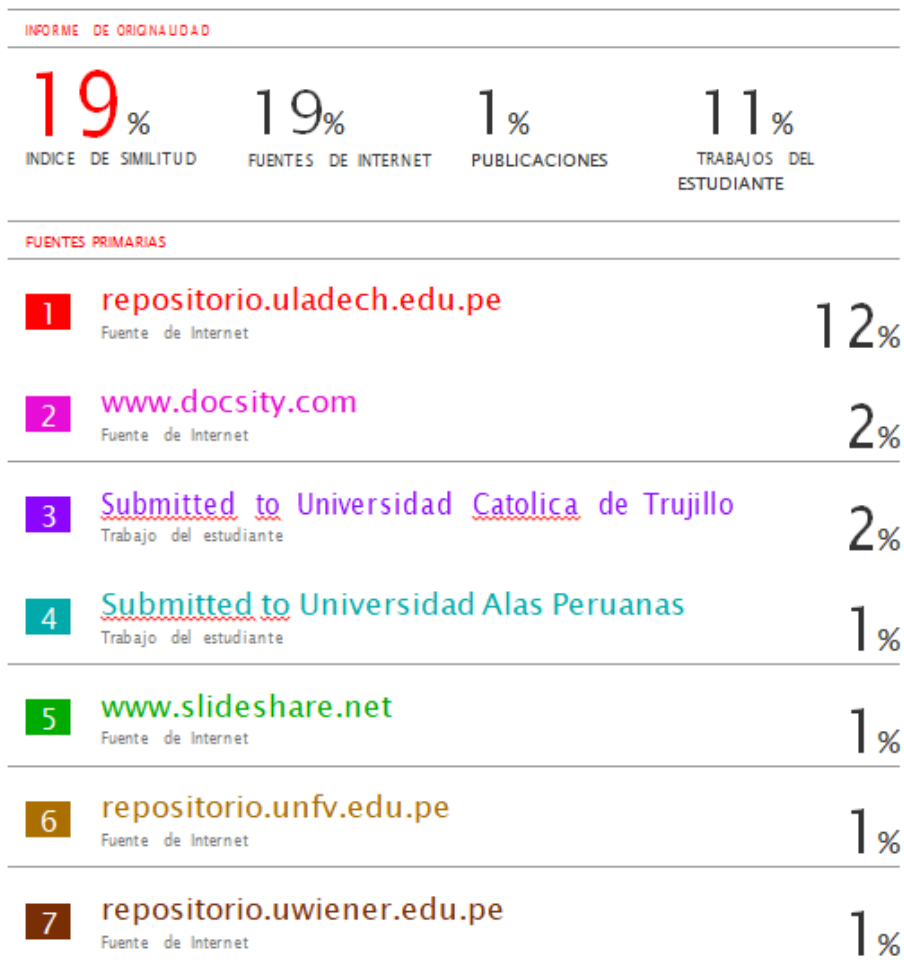 INFORME DE ORIGINALIDAD
19% 19% 1% 11%
INDICE DE SIMILITUD FUENTES DE INTERNET PUBLICACIONES TRABAJOS DEL
ESTUDIANTE
FUENTES PRIMARIAS
1 repositorio.uladech.edu.pe 12%
Fuente de Internet
2 www.docsity.com 2%
Fuente de Internet
3 Submitted to Universidad Catolica de Trujillo 2%
Trabajo del estudiante
4 Submitted to Universidad Alas Peruanas 1%
Trabajo del estudiante
5 www.slideshare.net 1%
Fuente de Internet
6 repositorio.unfv.edu.pe 1%
Fuente de Internet
7 repositorio.uwiener.edu.pe 1%
Fuente de Internet